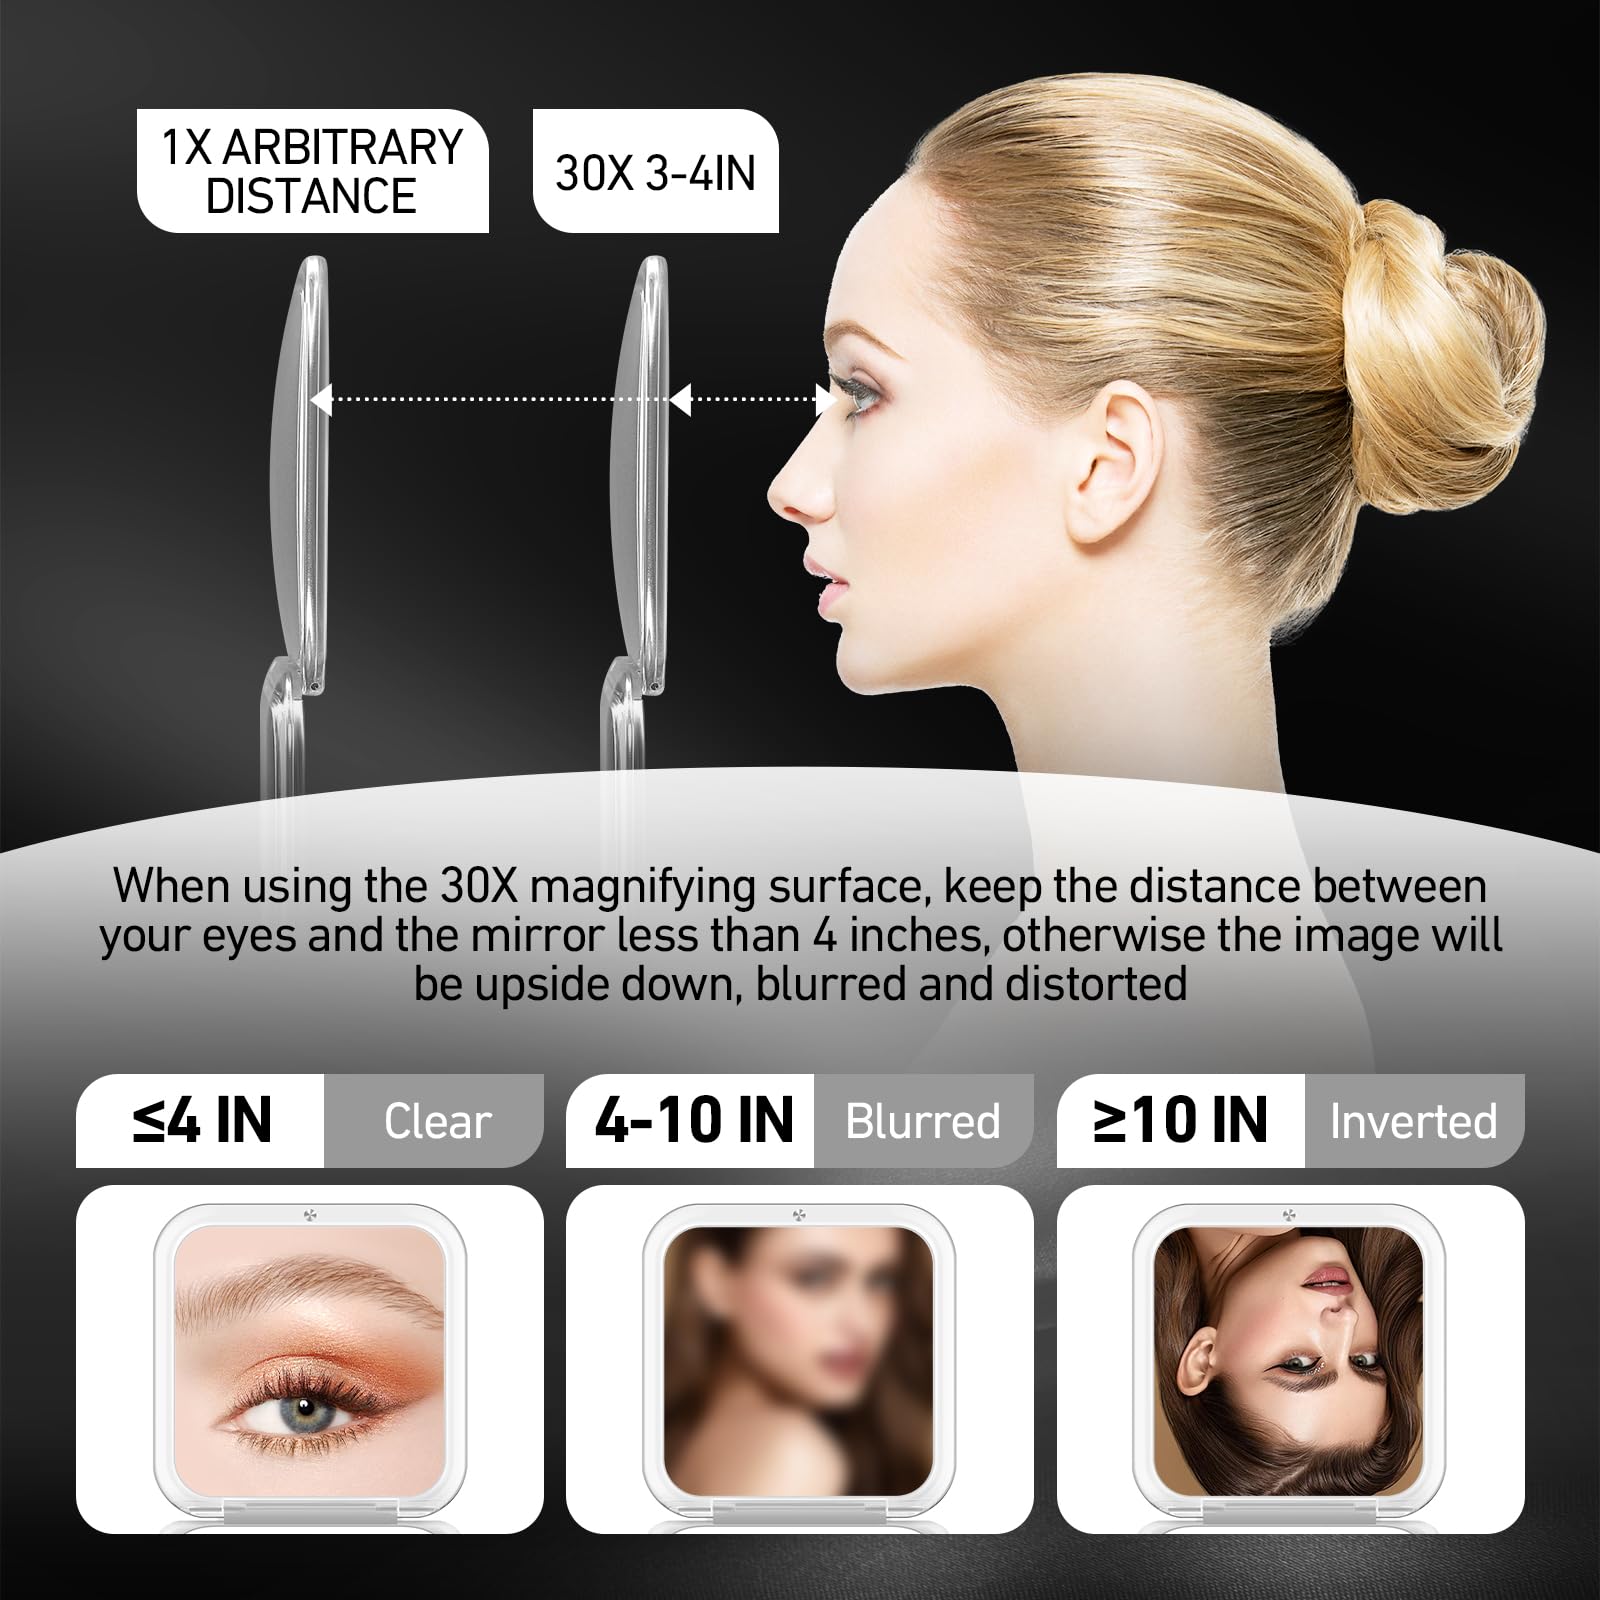 1X ARBITRARY
DISTANCE
30X 3-4IN
When using the 30X magnifying surface, keep the distance between
your eyes and the mirror less than 4 inches, otherwise the image will
be upside down, blurred and distorted
≤4 IN Clear
4-10 IN Blurred
≥10 IN Inverted